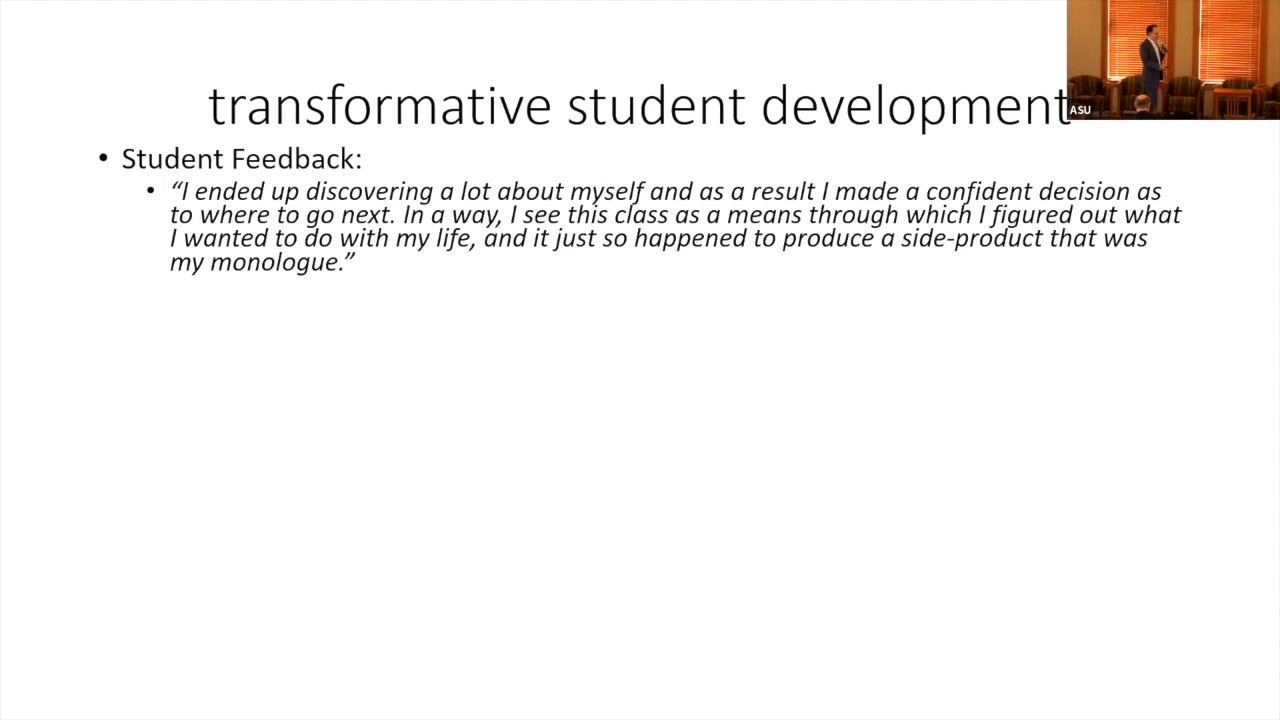 transformative student development
ASU
• Student Feedback:
• “I ended up discovering a lot about myself and as a result I made a confident decision as
to where to go next. In a way, I see this class as a means through which I figured out what
I wanted to do with my life, and it just so happened to produce a side-product that was
my monologue.”